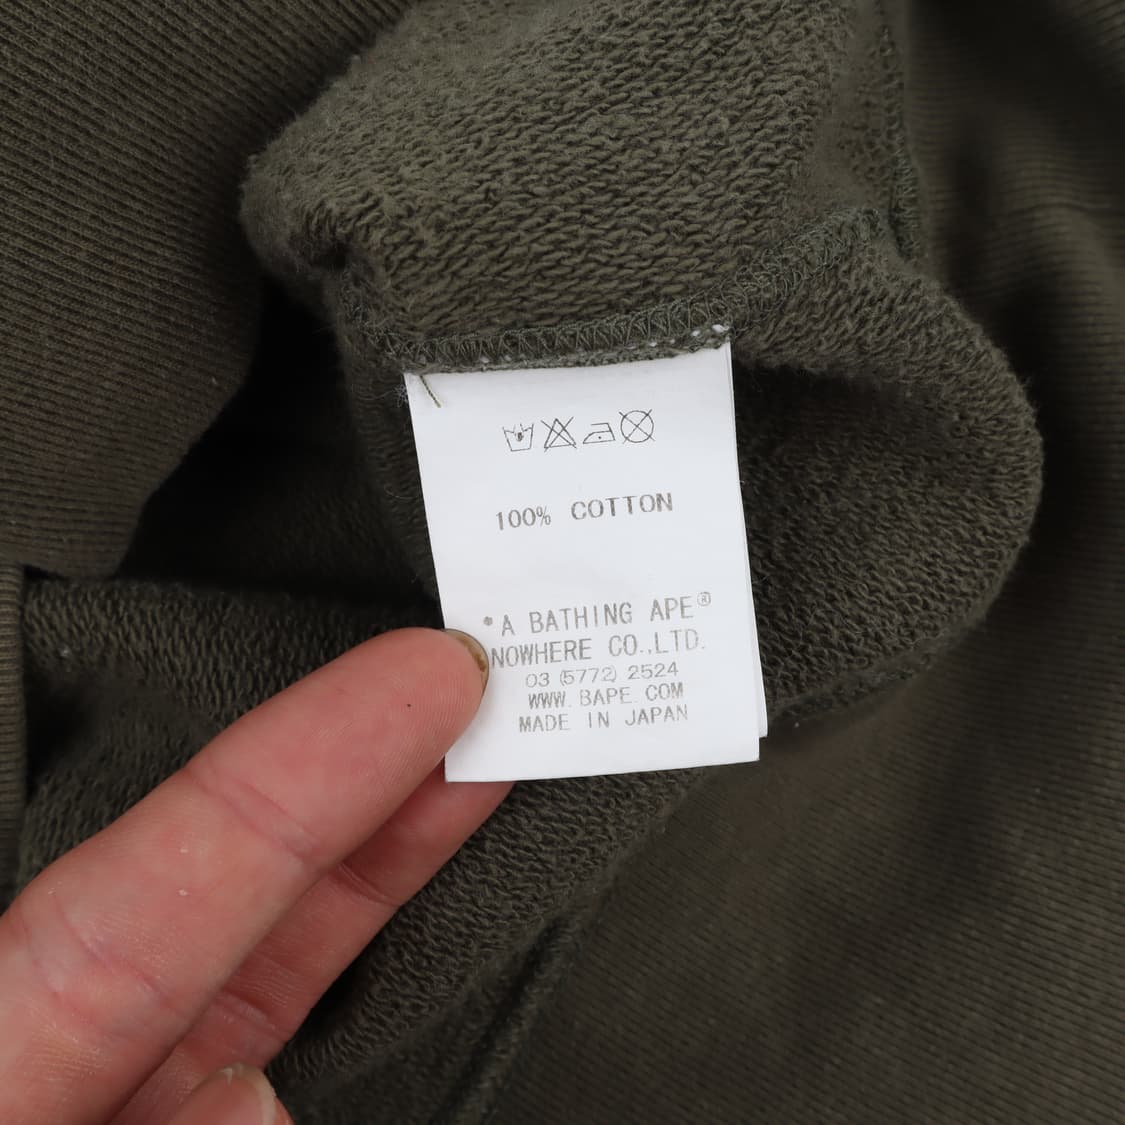 100% COTTON
*A BATHING APE®
NOWHERE CO.,LTD.
03 (5772) 2524
WWW. BAPE. COM
MADE IN JAPAN